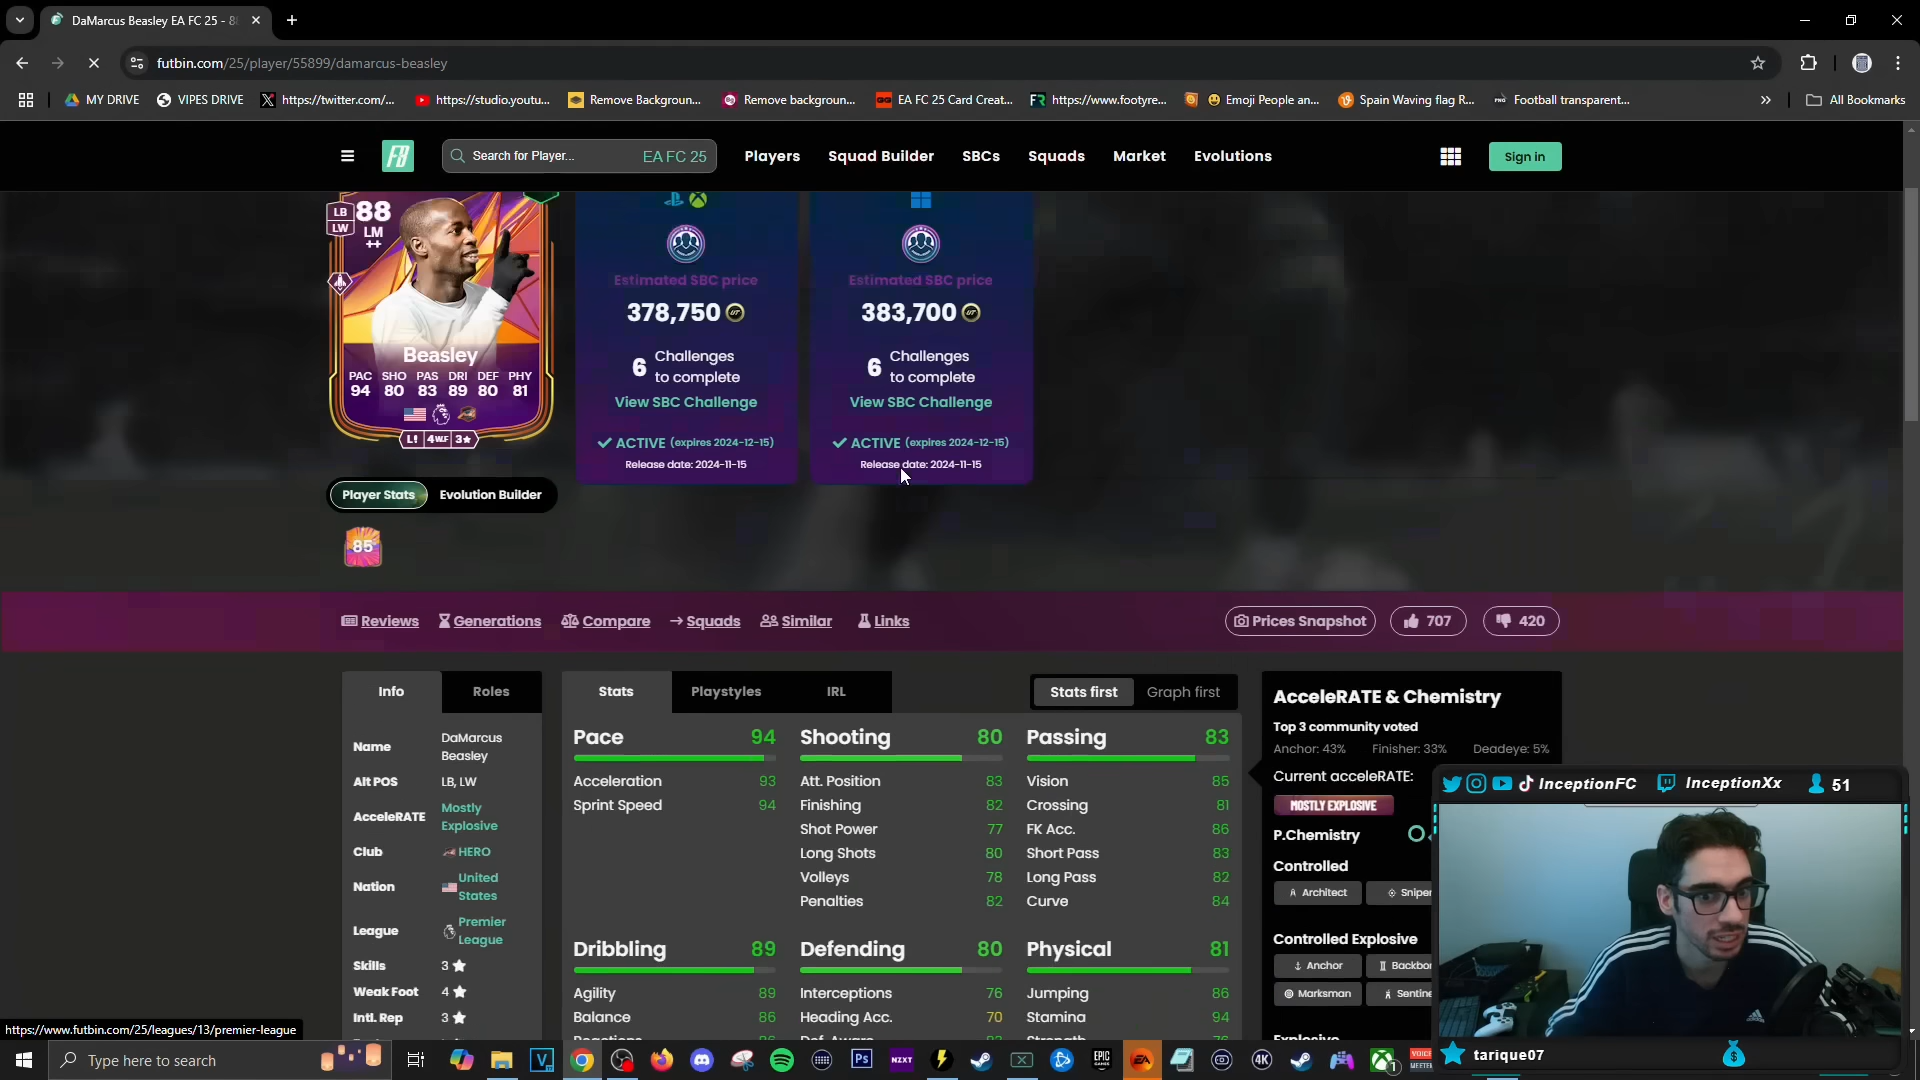 DaMarcus Beasley EA FC 25 - 8
futbin.com/25/player/55899/damarcus-beasley
MY DRIVE
VIPES DRIVE
https://twitter.com/...
https://studio.youtu...
Remove Backgroun...
Remove backgroun...
EA FC 25 Card Creat...
https://www.footyre...
Emoji People an...
Spain Waving flag R...
Football transparent...
All Bookmarks
FB
Search for Player...
EA FC 25
Players
Squad Builder
SBCs
Squads
Market
Evolutions
Sign in
LB
LW
88
LM
++
Beasley
PAC SHO PAS DRI DEF PHY
94 80 83 89 80 81
L! 4W.F 3★
Estimated SBC price
378,750
6 Challenges
to complete
View SBC Challenge
ACTIVE (expires 2024-12-15)
Release date: 2024-11-15
Estimated SBC price
383,700
6 Challenges
to complete
View SBC Challenge
ACTIVE (expires 2024-12-15)
Release date: 2024-11-15
Player Stats
Evolution Builder
85
Reviews
Generations
Compare
Squads
Similar
Links
Prices Snapshot
707
420
Info
Roles
Name DaMarcus
Beasley
Alt POS LB, LW
AcceleRATE Mostly
Explosive
Club HERO
Nation United
States
League Premier
League
Skills 3★
Weak Foot 4★
Intl. Rep 3★
Stats
Playstyles
IRL
Stats first
Graph first
Pace 94
Acceleration 93
Sprint Speed 94
Shooting 80
Att. Position 83
Finishing 82
Shot Power 77
Long Shots 80
Volleys 78
Penalties 82
Passing 83
Vision 85
Crossing 81
FK Acc. 86
Short Pass 83
Long Pass 82
Curve 84
Dribbling 89
Agility 89
Balance 86
Defending 80
Interceptions 76
Heading Acc. 70
Physical 81
Jumping 86
Stamina 94
AcceleRATE & Chemistry
Top 3 community voted
Anchor: 43% Finisher: 33% Deadeye: 5%
Current acceleRATE:
MOSTLY EXPLOSIVE
P.Chemistry
Controlled
Architect
Sniper
Controlled Explosive
Anchor
Backbo
Marksman
Sentine
InceptionFC
InceptionXx
51
tarique07
https://www.futbin.com/25/leagues/13/premier-league
Type here to search
Ps
NZXT
EPIC
GAMES
EA
4K
1